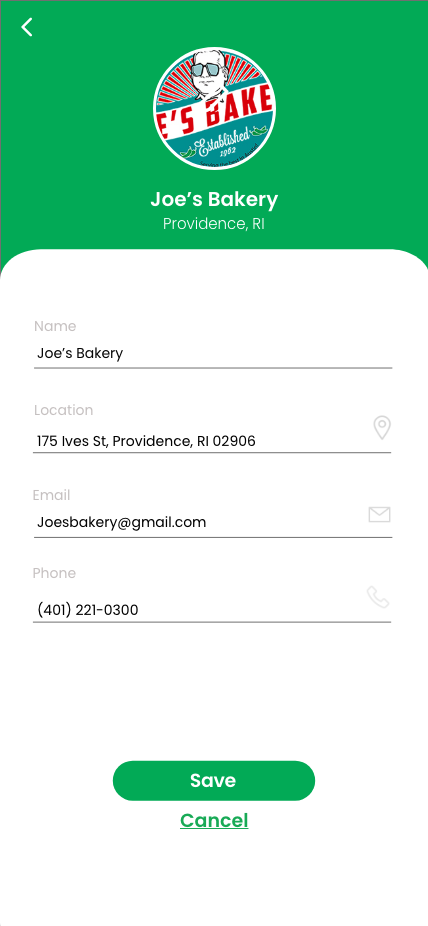 E'S BAKE
Established
1962
Joe's Bakery
Providence, RI
Name
Joe's Bakery
Location
175 Ives St, Providence, RI 02906
Email
Joesbakery@gmail.com
Phone
(401) 221-0300
Save
Cancel